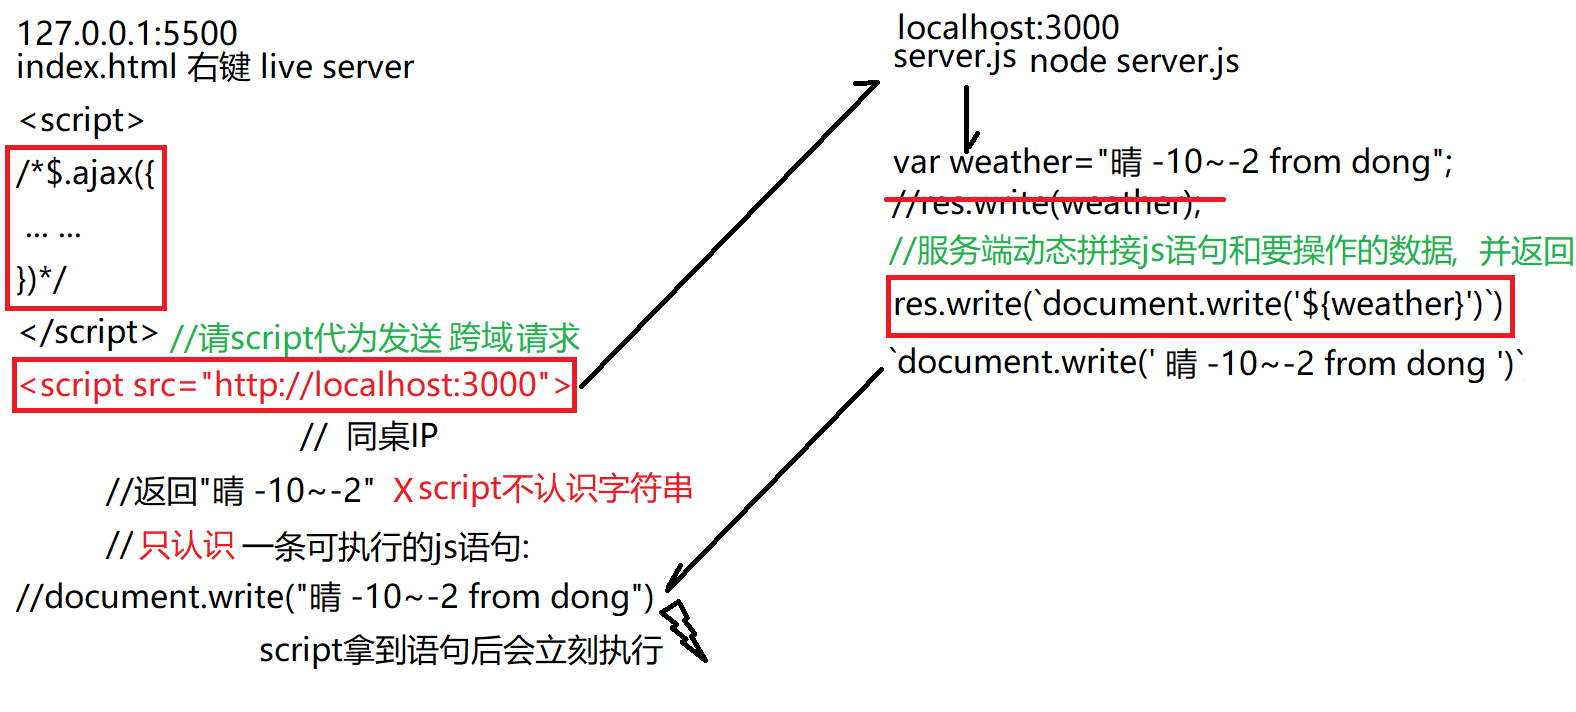 127.0.0.1:5500
index.html 右键 live server
<script>
/*$.ajax({
... ...
})*/
</script> //请script代为发送 跨域 请求
<script src="http://localhost:3000">
// 同桌IP
//返回"晴 -10~-2" X script不认识字符串
// 只认识 一条可执行的js语句:
//document.write("晴 -10~-2 from dong")
script拿到语句后会立刻执行
localhost:3000
server.js node server.js
var weather="晴 -10~-2 from dong";
//res.write(weather);
//服务端动态拼接js语句和要操作的数据, 并返回
res.write(`document.write('${weather}')`)
`document.write(' 晴 -10~-2 from dong ')`